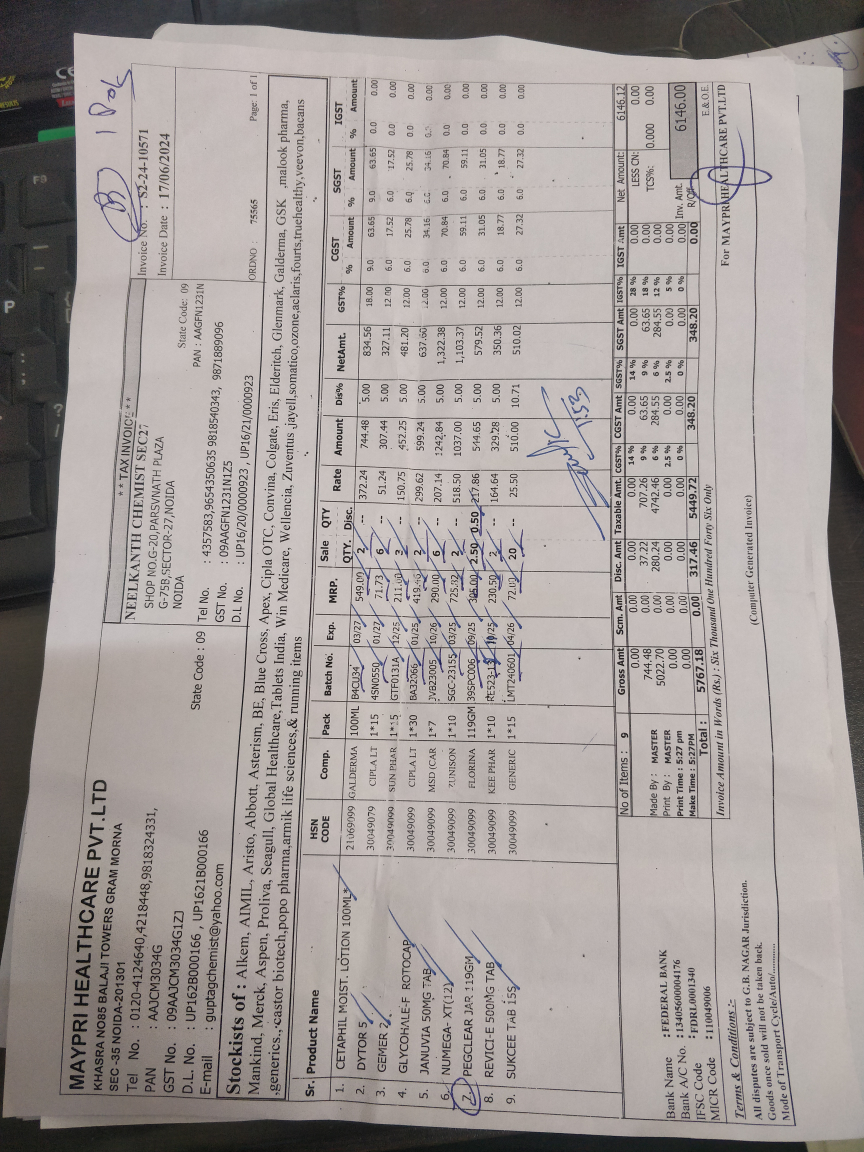 MAYPRI HEALTHCARE PVT.LTD
KHASRA NO85 BALAJI TOWERS GRAM MORNA
SEC -35 NOIDA-201301
Tel No. : 0120-4124640,4218448,9818324331,
PAN : AAJCM3034G
GST No. : 09AAJCM3034G1ZJ
D.L. No. : UP162B000166 , UP1621B000166
E-mail : guptagchemist@yahoo.com
State Code : 09
**TAX INVOICE**
NEELKANTH CHEMIST SEC27
SHOP NO.G-20,PARSVNATH PLAZA
G-75B,SECTOR-27,NOIDA
NOIDA
State Code: 09
Tel No. : 4357583,9654350635 9818540343, 9871889096
GST No. : 09AAGFN1231N1Z5
PAN : AAGFN1231N
D.L No. : UP16/20/0000923 , UP16/21/0000923
Invoice No. : S2-24-10571
Invoice Date : 17/06/2024
ORDNO : 75565
Page: 1 of 1
Stockists of : Alkem, AIMIL, Aristo, Abbott, Asterism, BE, Blue Cross, Apex, Cipla OTC, Convina, Colgate, Eris, Elderitch, Glenmark, Galderma, GSK ,malook pharma,
Mankind, Merck, Aspen, Proliva, Seagull, Global Healthcare,Tablets India, Win Medicare, Wellencia, Zuventus ,jayell,somatico,ozone,aclaris,fourts,truehealthy,veevon,bacans
,generics.,castor biotech,popo pharma,armik life sciences,& running items
Sr. Product Name HSN CODE Comp. Pack Batch No. Exp. MRP. Sale QTY. QTY Disc. Rate Amount Dis% NetAmt. GST% CGST % Amount SGST % Amount IGST % Amount
1. CETAPHIL MOIST. LOTION 100ML* 21069099 GALDERMA 100ML B4CU34 03/27 549.00 2 -- 372.24 744.48 5.00 834.56 18.00 9.0 63.65 9.0 63.65 0.0 0.00
2. DYTOR 5 30049079 CIPLA LT 1*15 4SN0550 01/27 71.73 6 -- 51.24 307.44 5.00 327.11 12.00 6.0 17.52 6.0 17.52 0.0 0.00
3. GEMER 2 30049099 SUN PHAR 1*15 GTF0131A 12/25 211.00 3 -- 150.75 452.25 5.00 481.20 12.00 6.0 25.78 6.0 25.78 0.0 0.00
4. GLYCOHALE-F ROTOCAP 30049099 CIPLA LT 1*30 BA32066 01/25 2 -- 299.62 599.24 5.00 637.60 12.00 6.0 34.16 6.0 34.16 0.0 0.00
5. JANUVIA 50MG TAB 30049099 MSD (CAR 1*7 JVB23005 10/26 290.00 6 -- 207.14 1242.84 5.00 1,322.38 12.00 6.0 70.84 6.0 70.84 0.0 0.00
6. NUMEGA- XT(12) 30049099 ZUNISON 1*10 SGC-23155 03/25 2 -- 518.50 1037.00 5.00 1,103.37 12.00 6.0 59.11 6.0 59.11 0.0 0.00
7. PEGCLEAR JAR 119GM 30049099 FLORINA 119GM 39SPC006 09/25 305.00 2.50 0.50 217.86 544.65 5.00 579.52 12.00 6.0 31.05 6.0 31.05 0.0 0.00
8. REVICI-E 500MG TAB 30049099 KEE PHAR 1*10 10/25 230.50 2 -- 164.64 329.28 5.00 350.36 12.00 6.0 18.77 6.0 18.77 0.0 0.00
9. SUKCEE TAB 15S 30049099 GENERIC 1*15 LMT240601 04/26 72.00 20 -- 25.50 510.00 10.71 510.02 12.00 6.0 27.32 6.0 27.32 0.0 0.00
No of Items : 9
Made By : MASTER
Print By : MASTER
Print Time : 5:27 pm
Make Time : 5:27PM
Gross Amt Scm. Amt Disc. Amt Taxable Amt. CGST% CGST Amt SGST% SGST Amt IGST% IGST Amt
0.00 0.00 0.00 0.00 14 % 0.00 14 % 0.00 28 % 0.00
744.48 0.00 37.22 707.26 9 % 63.65 9 % 63.65 18 % 0.00
5022.70 0.00 280.24 4742.46 6 % 284.55 6 % 284.55 12 % 0.00
0.00 0.00 0.00 0.00 2.5 % 0.00 2.5 % 0.00 5 % 0.00
0.00 0.00 0.00 0.00 0 % 0.00 0 % 0.00 0 % 0.00
Total : 5767.18 0.00 317.46 5449.72 348.20 348.20 0.00
Net Amount: 6146.12
LESS CN: 0.00
TCS%: 0.000 0.00
Inv. Amt. 6146.00
R/Off
Invoice Amount in Words (Rs.) : Six Thousand One Hundred Forty Six Only
E.& O.E.
Bank Name : FEDERAL BANK
Bank A/C No. : 13405600004176
IFSC Code : FDRL0001340
MICR Code : 110049006
For MAYPRI HEALTHCARE PVT.LTD
(Computer Generated Invoice)
Terms & Conditions :-
All disputes are subject to G.B. NAGAR Jurisdiction.
Goods once sold will not be taken back.
Mode of Transport Cycle/Auto/...........